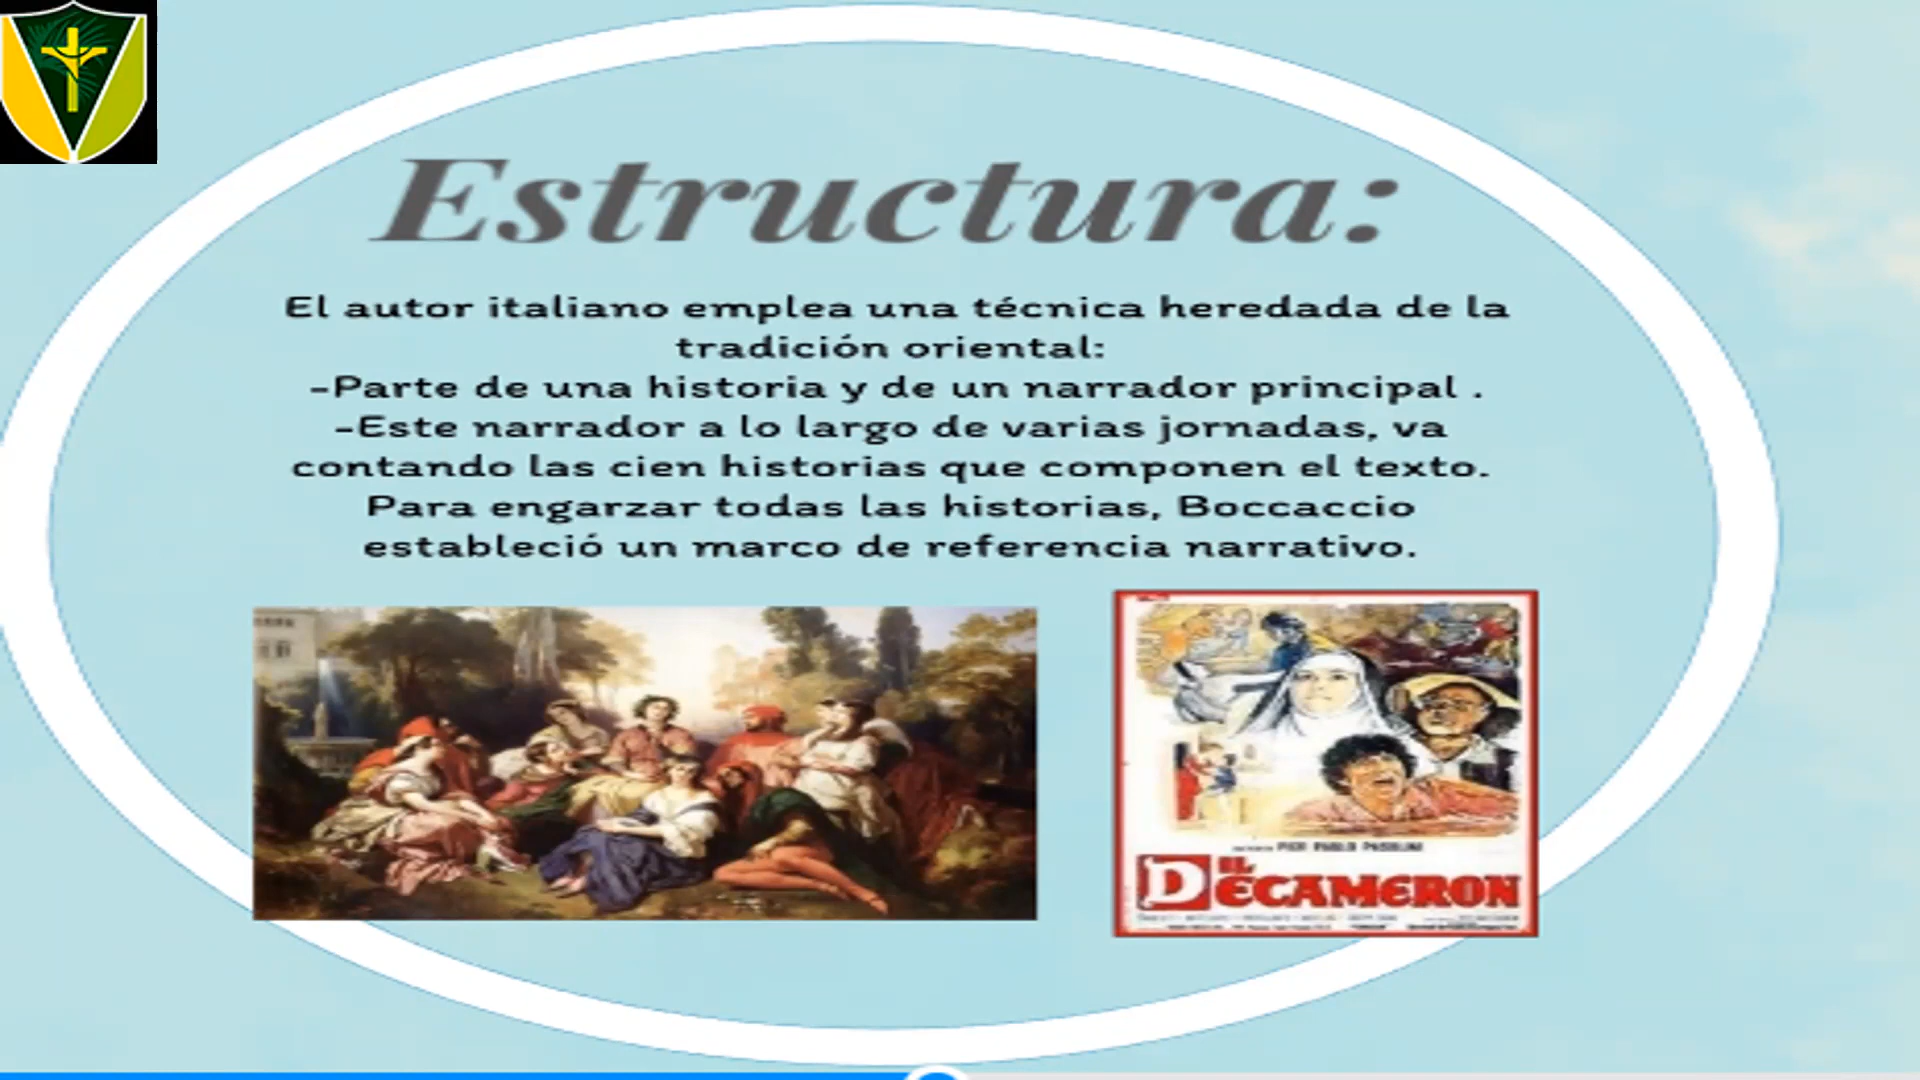 Estructura:
El autor italiano emplea una técnica heredada de la
tradición oriental:
-Parte de una historia y de un narrador principal .
-Este narrador a lo largo de varias jornadas, va
contando las cien historias que componen el texto.
Para engarzar todas las historias, Boccaccio
estableció un marco de referencia narrativo.
PIER PAOLO PASOLINI
IL
DECAMERON